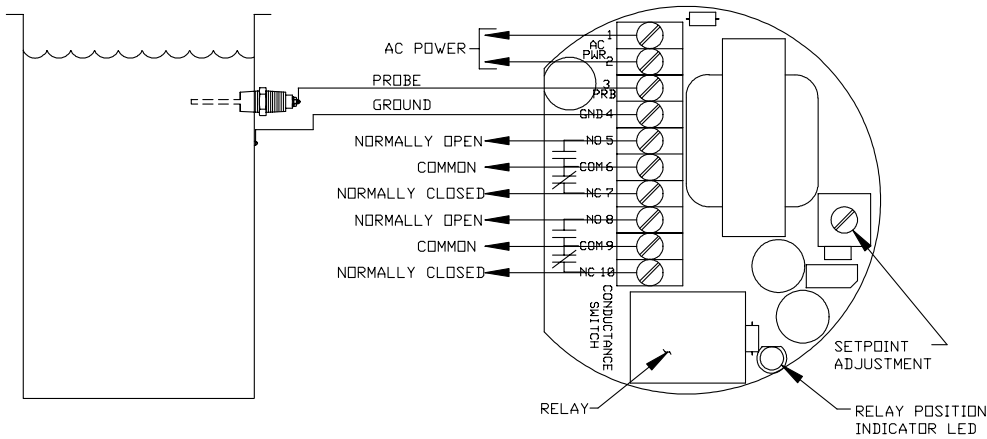 AC POWER
PROBE
GROUND
NORMALLY OPEN
COMMON
NORMALLY CLOSED
NORMALLY OPEN
COMMON
NORMALLY CLOSED
1
AC
PWR
2
3
PRB
GND 4
NO 5
COM 6
NC 7
NO 8
COM 9
NC 10
CONDUCTANCE
SWITCH
SETPOINT
ADJUSTMENT
RELAY
RELAY POSITION
INDICATOR LED